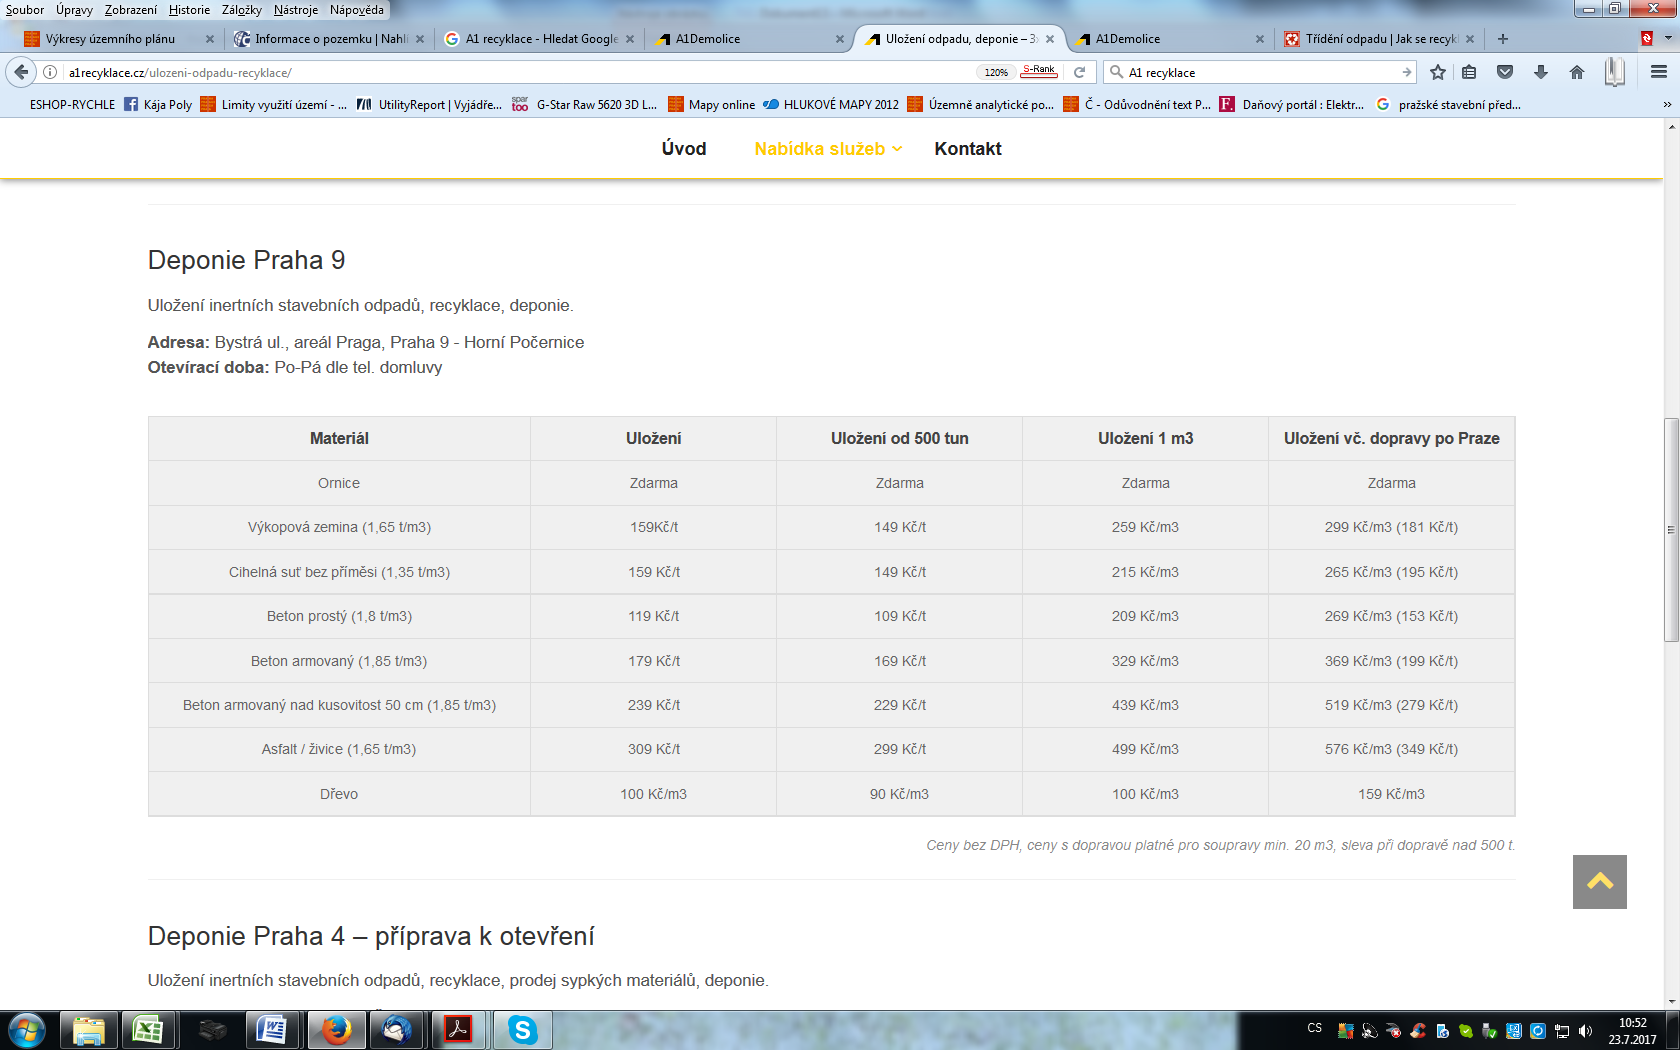 Soubor Úpravy Zobrazení Historie Záložky Nástroje Nápověda
Výkresy územního plánu
Informace o pozemku | Nahlí
A1 recyklace - Hledat Google
A1Demolice
Uložení odpadu, deponie – 3x
A1Demolice
Třídění odpadu | Jak se recykl
a1recyklace.cz/ulozeni-odpadu-recyklace/ 120% S-Rank A1 recyklace
ESHOP-RYCHLE Kája Poly Limity využití území - ... UtilityReport | Vyjádře... spartoo G-Star Raw 5620 3D L... Mapy online HLUKOVÉ MAPY 2012 Územně analytické po... Č - Odůvodnění text P... F. Daňový portál : Elektr... pražské stavební před... »
Úvod Nabídka služeb Kontakt
Deponie Praha 9
Uložení inertních stavebních odpadů, recyklace, deponie.
Adresa: Bystrá ul., areál Praga, Praha 9 - Horní Počernice
Otevírací doba: Po-Pá dle tel. domluvy
Materiál Uložení Uložení od 500 tun Uložení 1 m3 Uložení vč. dopravy po Praze
Ornice Zdarma Zdarma Zdarma Zdarma
Výkopová zemina (1,65 t/m3) 159Kč/t 149 Kč/t 259 Kč/m3 299 Kč/m3 (181 Kč/t)
Cihelná suť bez příměsi (1,35 t/m3) 159 Kč/t 149 Kč/t 215 Kč/m3 265 Kč/m3 (195 Kč/t)
Beton prostý (1,8 t/m3) 119 Kč/t 109 Kč/t 209 Kč/m3 269 Kč/m3 (153 Kč/t)
Beton armovaný (1,85 t/m3) 179 Kč/t 169 Kč/t 329 Kč/m3 369 Kč/m3 (199 Kč/t)
Beton armovaný nad kusovitost 50 cm (1,85 t/m3) 239 Kč/t 229 Kč/t 439 Kč/m3 519 Kč/m3 (279 Kč/t)
Asfalt / živice (1,65 t/m3) 309 Kč/t 299 Kč/t 499 Kč/m3 576 Kč/m3 (349 Kč/t)
Dřevo 100 Kč/m3 90 Kč/m3 100 Kč/m3 159 Kč/m3
Ceny bez DPH, ceny s dopravou platné pro soupravy min. 20 m3, sleva při dopravě nad 500 t.
Deponie Praha 4 – příprava k otevření
Uložení inertních stavebních odpadů, recyklace, prodej sypkých materiálů, deponie.
CS 10:52
23.7.2017